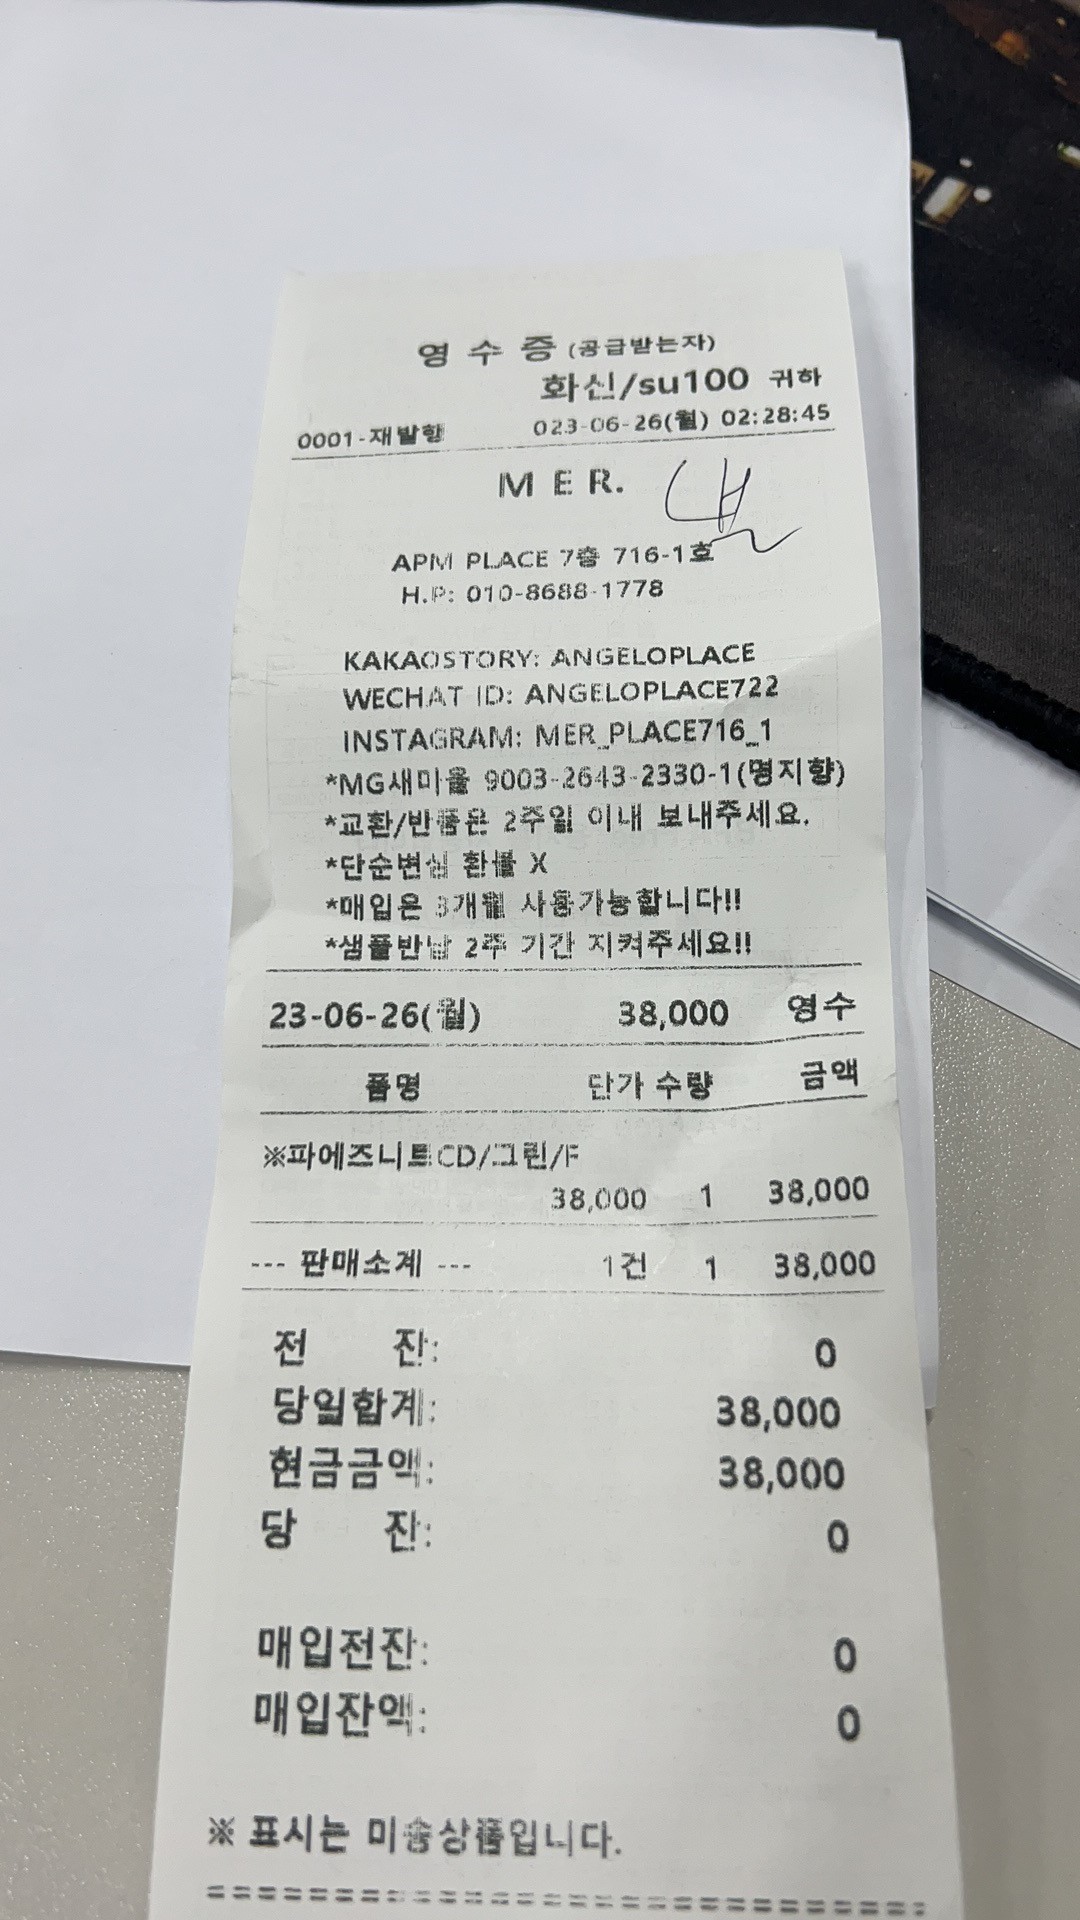 영 수 증 (공급받는자)
화신/su100 귀하
0001-재발행 023-06-26(월) 02:28:45
M E R.
APM PLACE 7층 716-1호
H.P: 010-8688-1778
KAKAOSTORY: ANGELOPLACE
WECHAT ID: ANGELOPLACE722
INSTAGRAM: MER_PLACE716_1
*MG새마을 9003-2643-2330-1(명지향)
*교환/반품은 2주일 이내 보내주세요.
*단순변심 환불 X
*매입은 3개월 사용가능합니다!!
*샘플반납 2주 기간 지켜주세요!!
23-06-26(월) 38,000 영수
품명 단가 수량 금액
※파에즈니트CD/그린/F
38,000 1 38,000
--- 판매소계 --- 1건 1 38,000
전 잔: 0
당일합계: 38,000
현금금액: 38,000
당 잔: 0
매입전잔: 0
매입잔액: 0
※ 표시는 미송상품입니다.